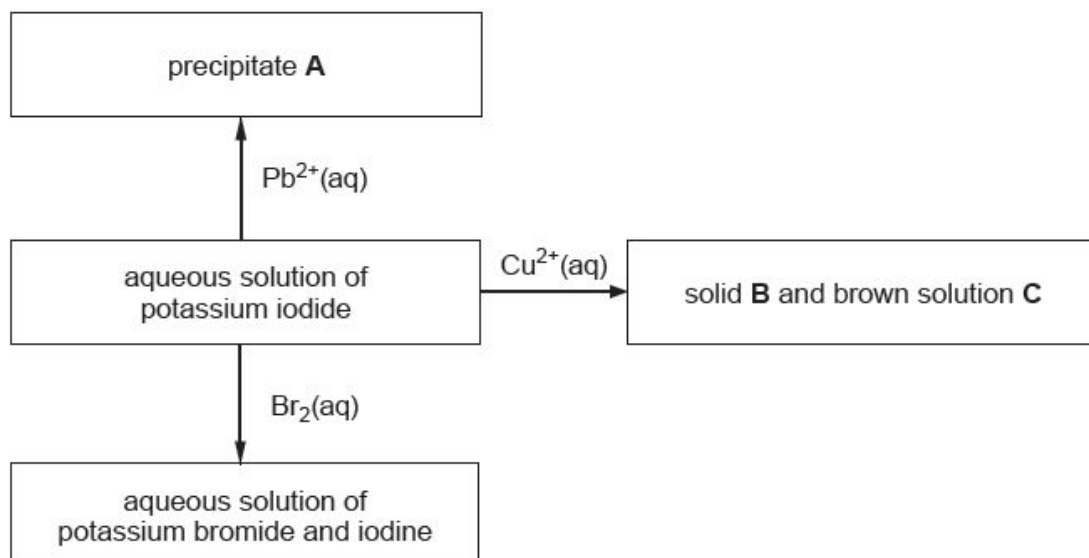 precipitate A
Pb²⁺(aq)
aqueous solution of
potassium iodide
Cu²⁺(aq)
solid B and brown solution C
Br₂(aq)
aqueous solution of
potassium bromide and iodine